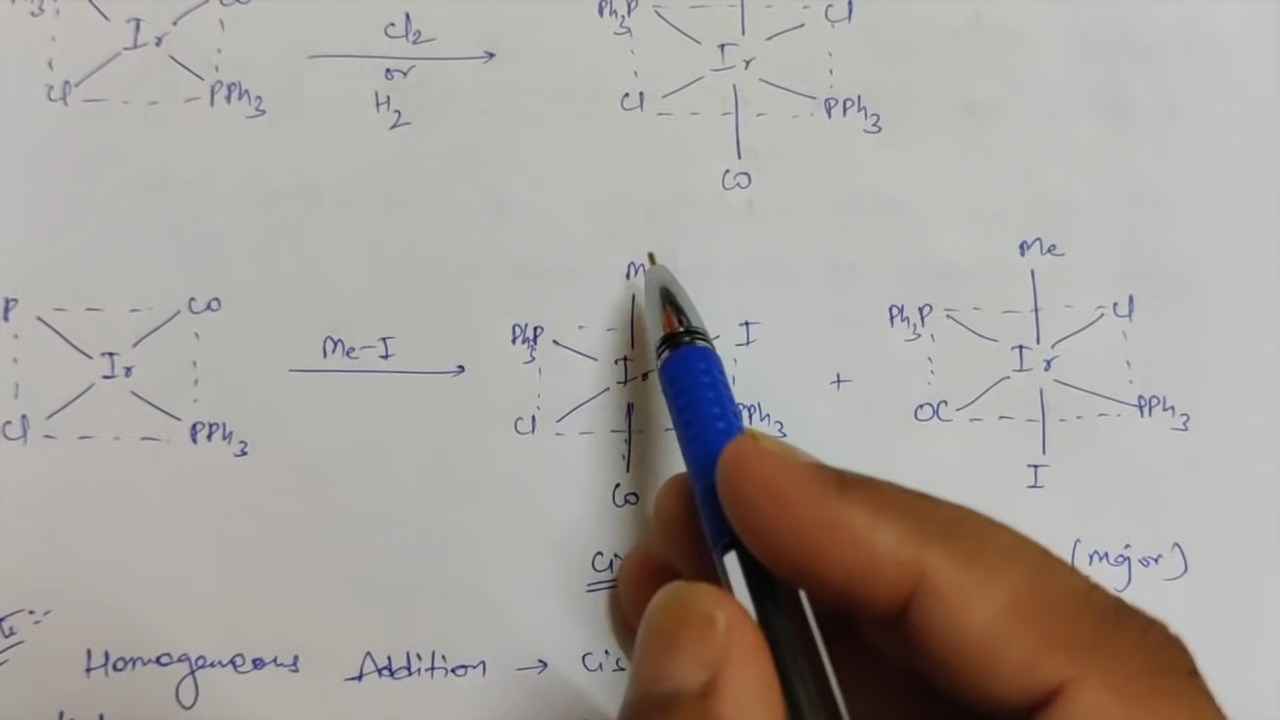 Ir
Cl
PPh3
Cl2
or
H2
Ph3P
Cl
Ir
Cl
PPh3
CO
P
CO
Ir
Cl
PPh3
Me-I
Ph3P
I
Ir
Cl
PPh3
CO
+
Me
Ph3P
Cl
Ir
OC
PPh3
I
(Major)
Homogeneous Addition → Cis